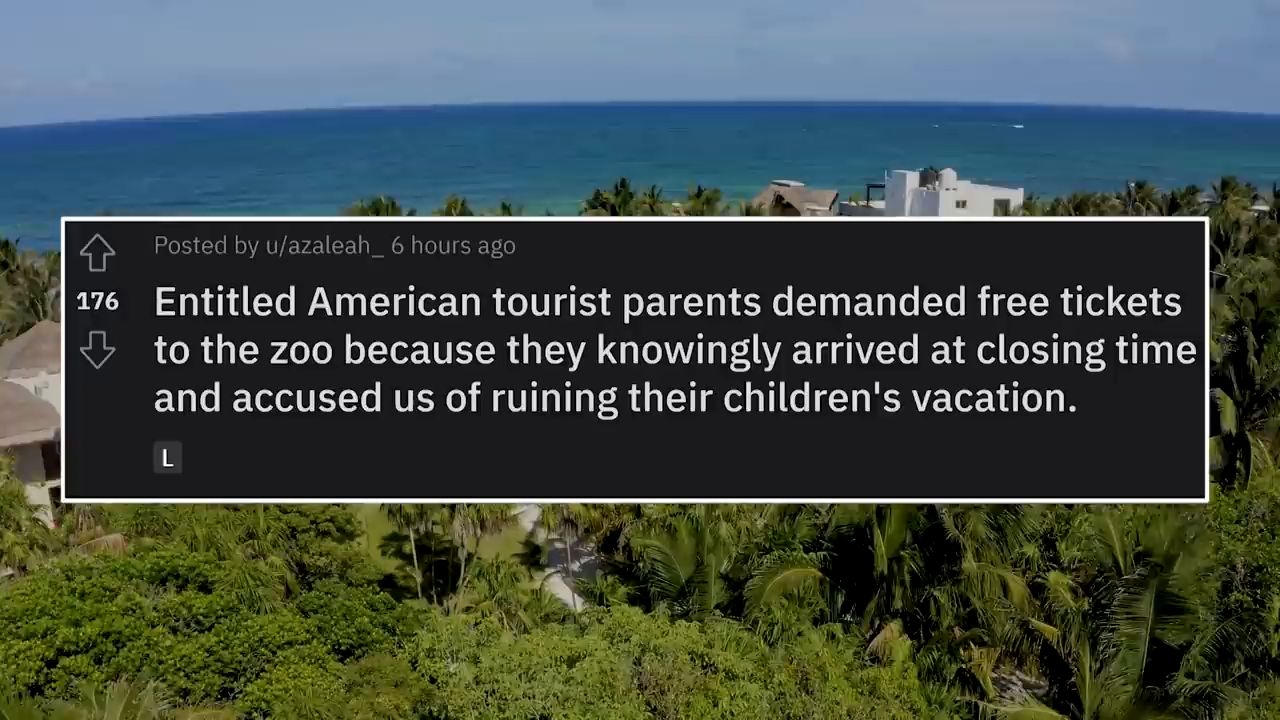 Posted by u/azaleah_ 6 hours ago
176
Entitled American tourist parents demanded free tickets
to the zoo because they knowingly arrived at closing time
and accused us of ruining their children's vacation.
L